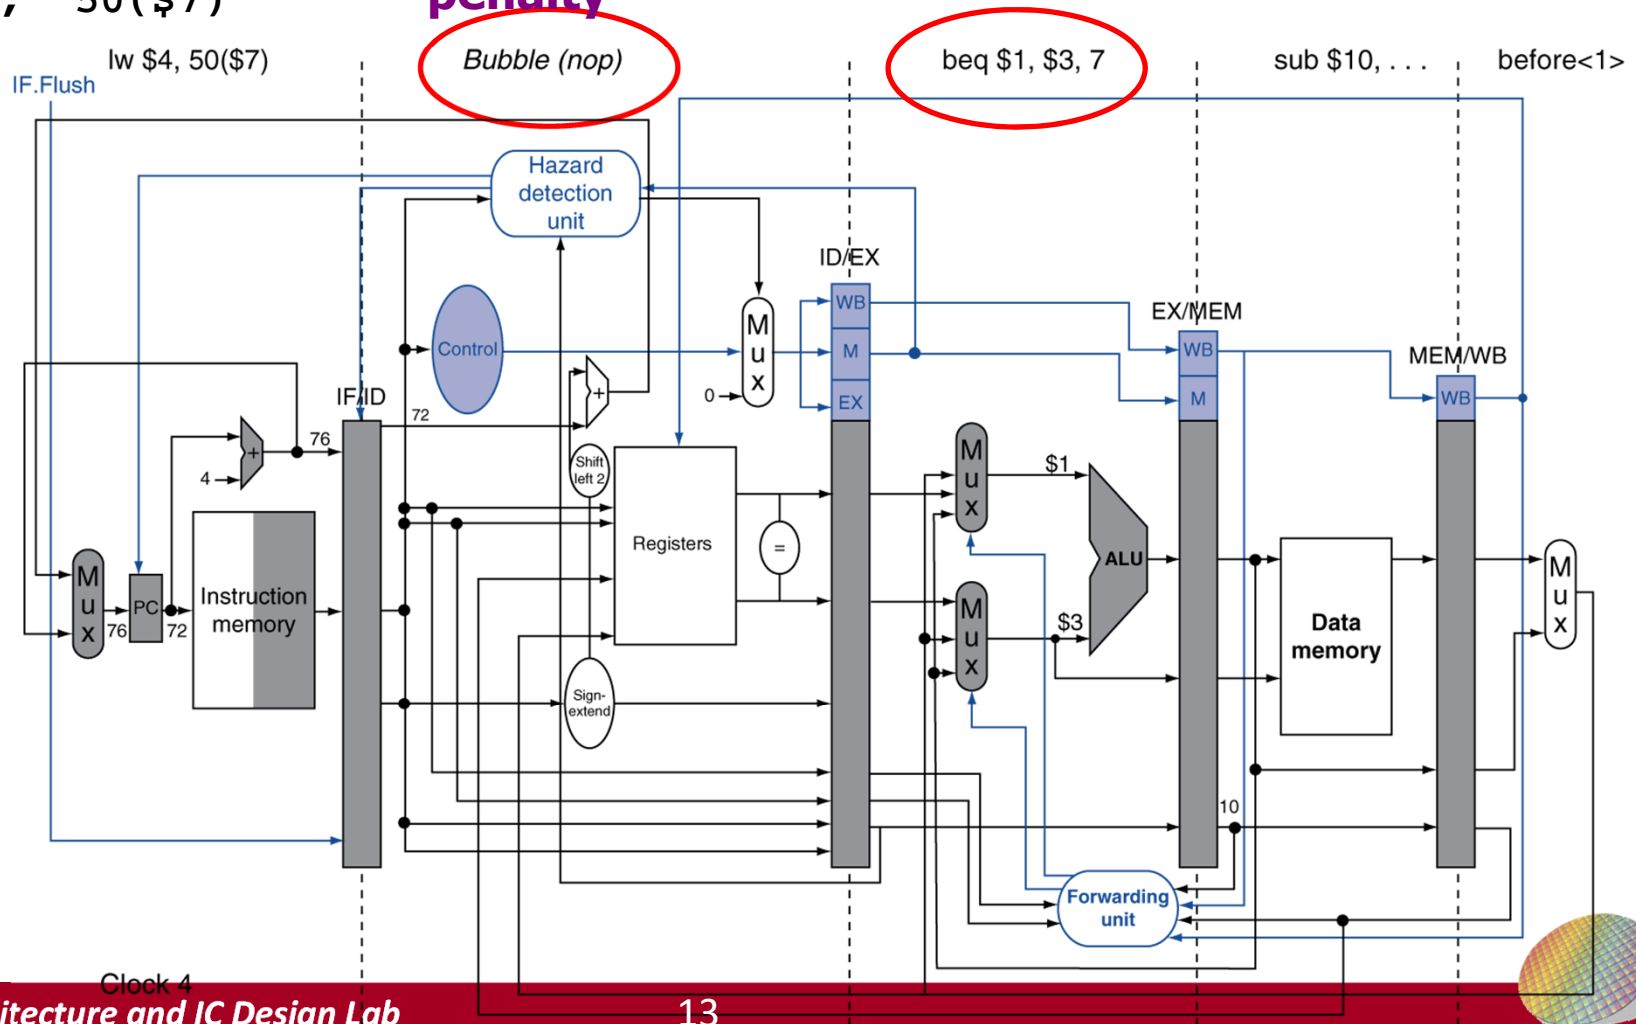 , 50($7)
penalty
lw $4, 50($7)
Bubble (nop)
beq $1, $3, 7
sub $10, . . .
before<1>
IF.Flush
Hazard
detection
unit
ID/EX
WB
M
EX
Control
M
u
x
0
EX/MEM
WB
M
MEM/WB
WB
IF/ID
72
+
76
+
4
Shift
left 2
M
u
x
$1
Registers
=
ALU
M
u
x
76
PC
72
Instruction
memory
M
u
x
$3
Data
memory
M
u
x
Sign-
extend
10
Forwarding
unit
Clock 4
itecture and IC Design Lab
13